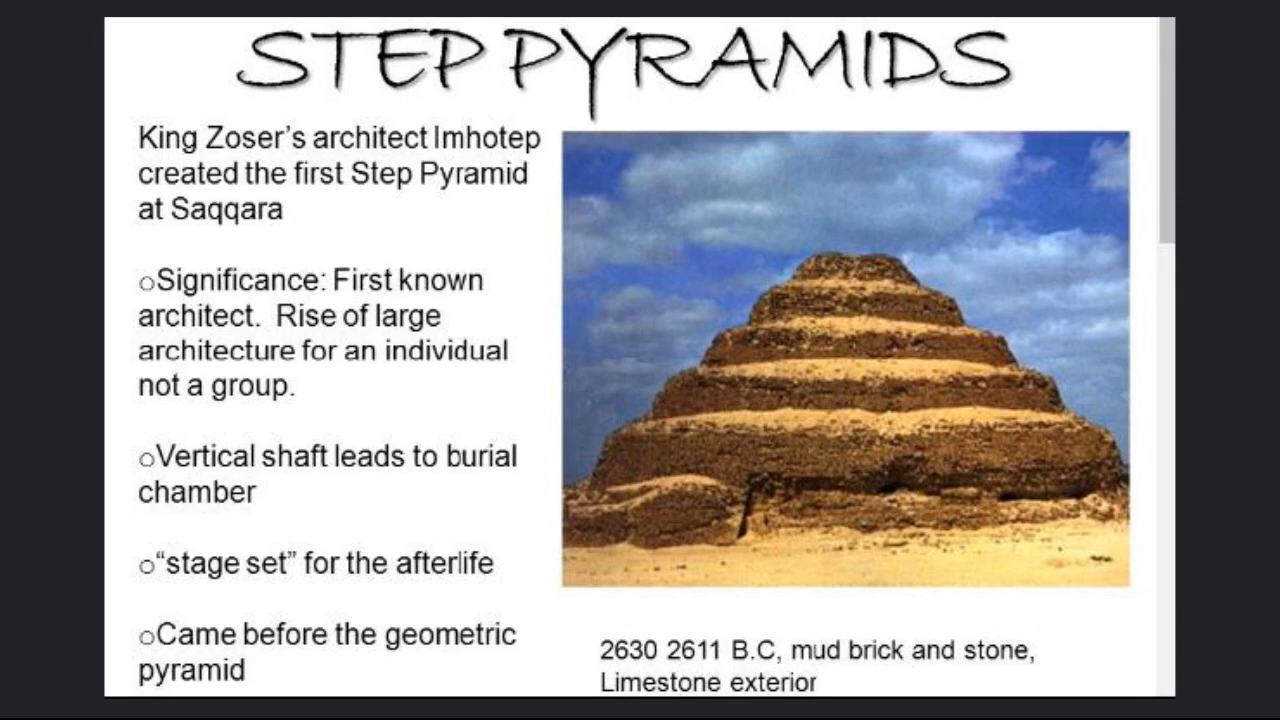 STEP PYRAMIDS
King Zoser’s architect Imhotep
created the first Step Pyramid
at Saqqara
oSignificance: First known
architect.  Rise of large
architecture for an individual
not a group.
oVertical shaft leads to burial
chamber
o“stage set” for the afterlife
oCame before the geometric
pyramid
2630 2611 B.C, mud brick and stone,
Limestone exterior